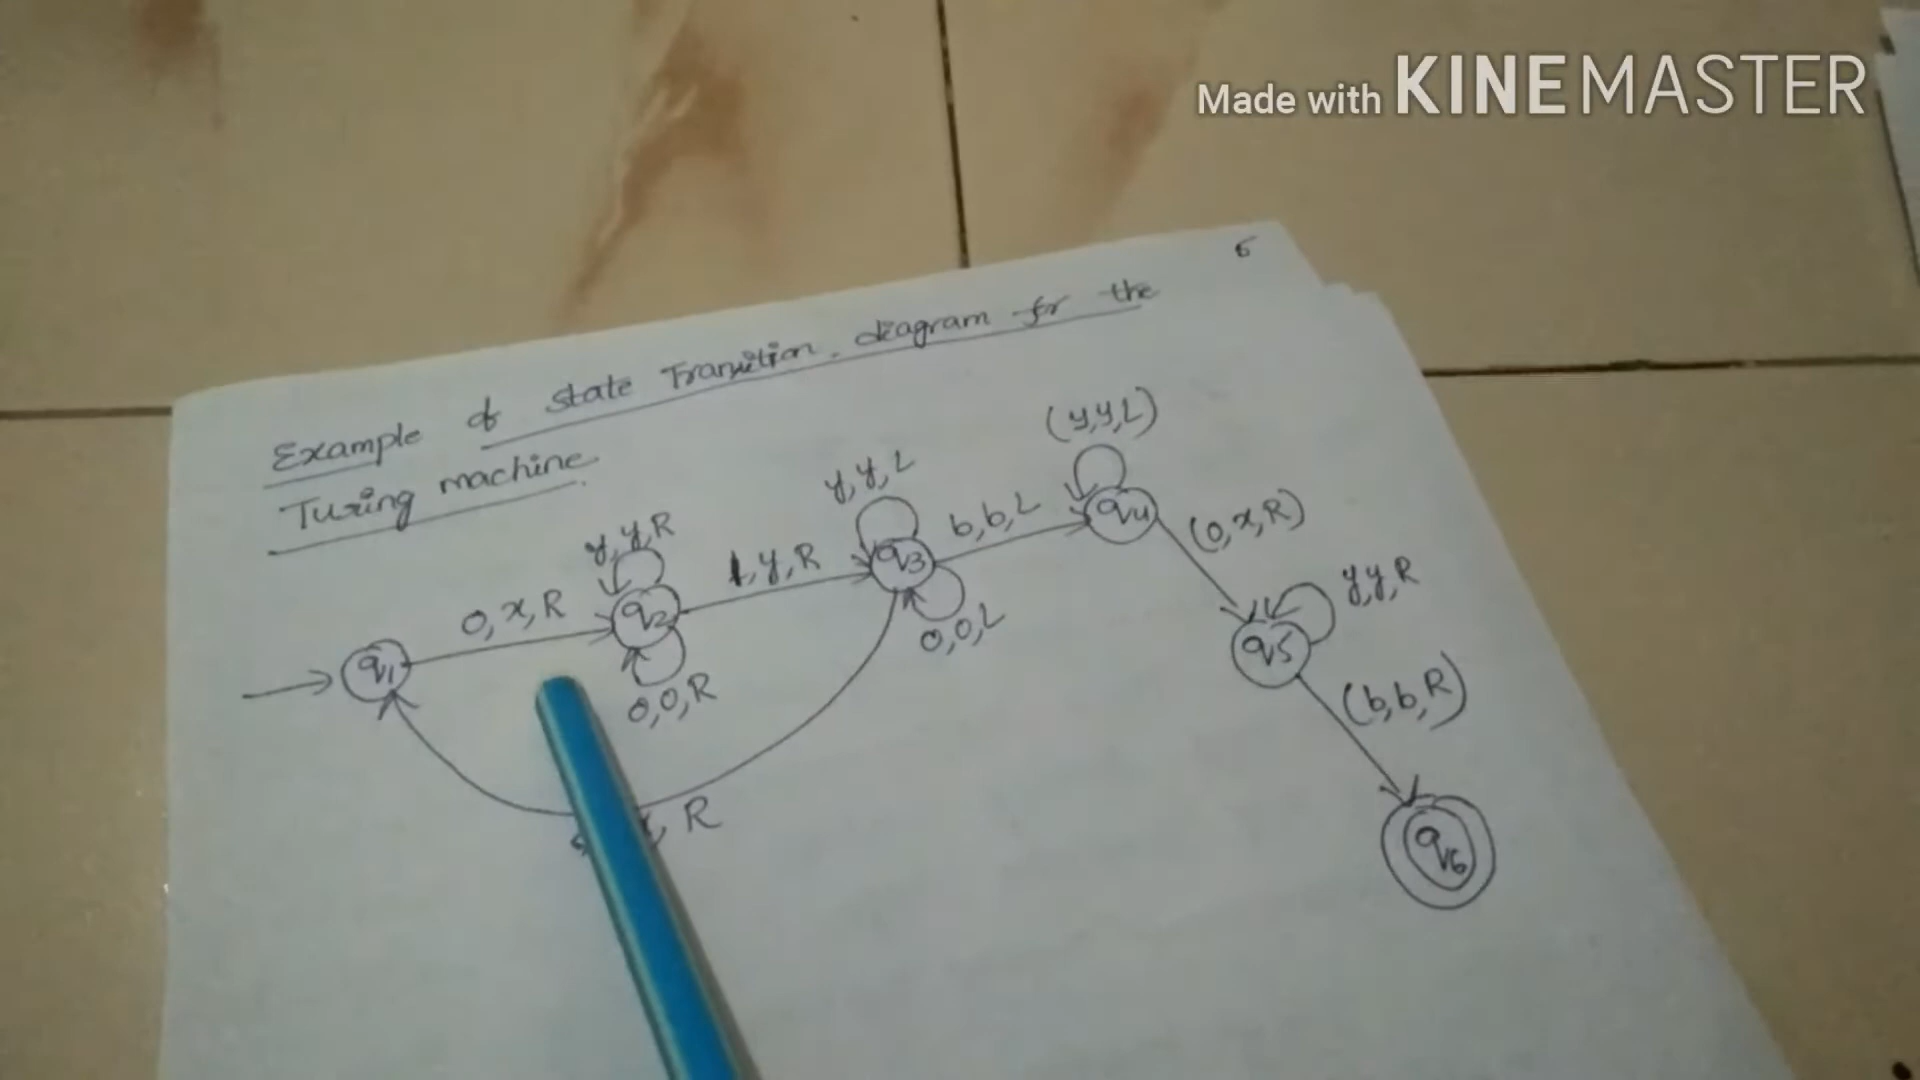 Made with KINEMASTER
6
Example of state Transition diagram for the
Turing machine.
(y,y,L)
y,y,L
b,b,L
q4
(0,x,R)
y,y,R
1,y,R
q3
0,x,R
q2
y,y,R
0,0,L
q5
q1
0,0,R
(b,b,R)
R
q6